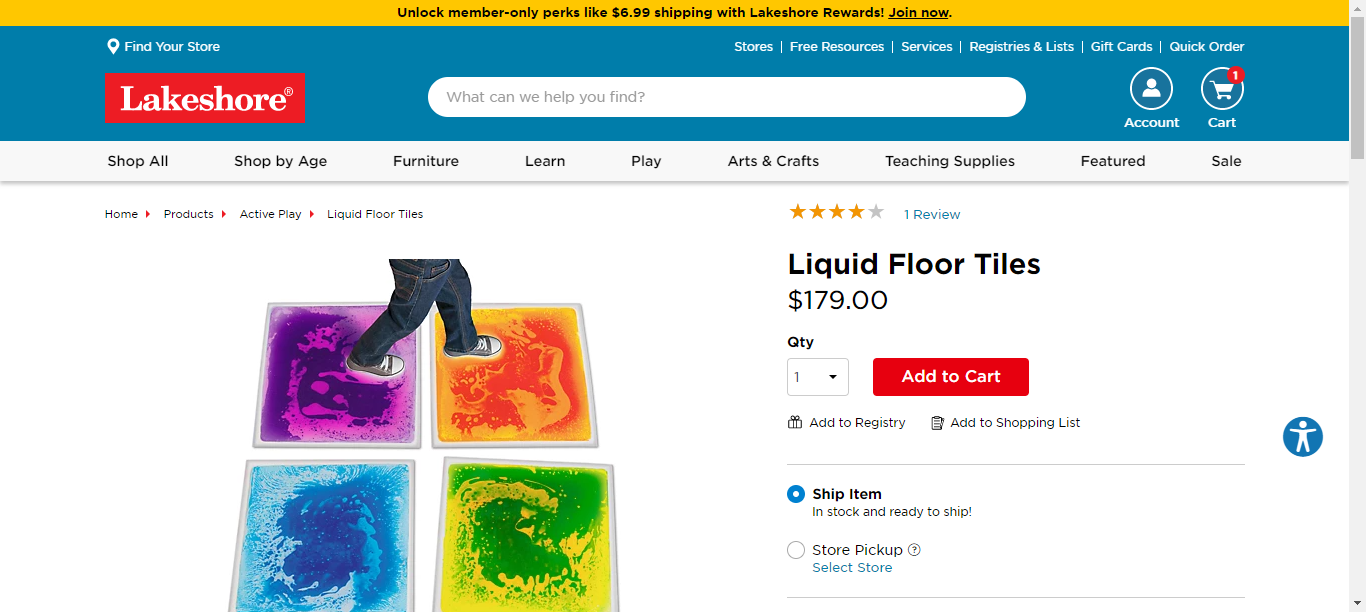 Unlock member-only perks like $6.99 shipping with Lakeshore Rewards! Join now.
Find Your Store
Stores | Free Resources | Services | Registries & Lists | Gift Cards | Quick Order
Lakeshore®
What can we help you find?
1
Account
Cart
Shop All
Shop by Age
Furniture
Learn
Play
Arts & Crafts
Teaching Supplies
Featured
Sale
Home
Products
Active Play
Liquid Floor Tiles
1 Review
Liquid Floor Tiles
$179.00
Qty
1
Add to Cart
Add to Registry
Add to Shopping List
Ship Item
In stock and ready to ship!
Store Pickup ?
Select Store